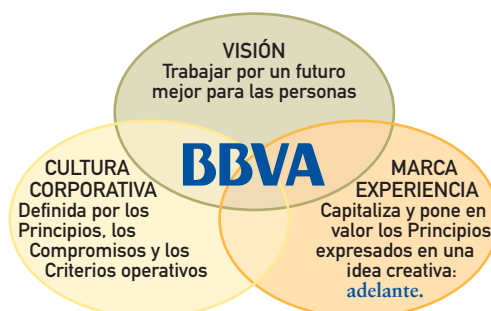 VISIÓN
Trabajar por un futuro
mejor para las personas
BBVA
CULTURA
CORPORATIVA
Definida por los
Principios, los
Compromisos y los
Criterios operativos
MARCA
EXPERIENCIA
Capitaliza y pone en
valor los Principios
expresados en una
idea creativa:
adelante.